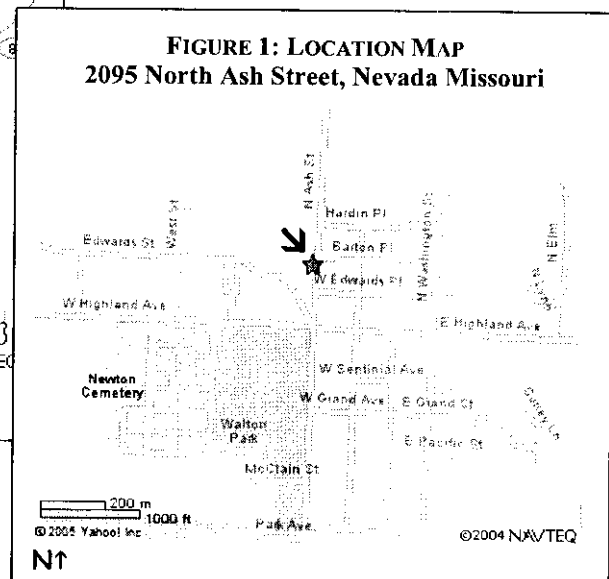 FIGURE 1: LOCATION MAP
2095 North Ash Street, Nevada Missouri
N Ash St
Hardin Pl
West St
Edwards St
Barton Pl
N Washington St
N Elm
W Edwards Pl
W Highland Ave
E Highland Ave
Newton
Cemetery
W Sentinial Ave
W Grand Ave
E Grand St
Walton
Park
E Pacific St
McClain St
200 m
1000 ft
Park Ave
©2005 Yahoo! Inc
©2004 NAVTEQ
N↑